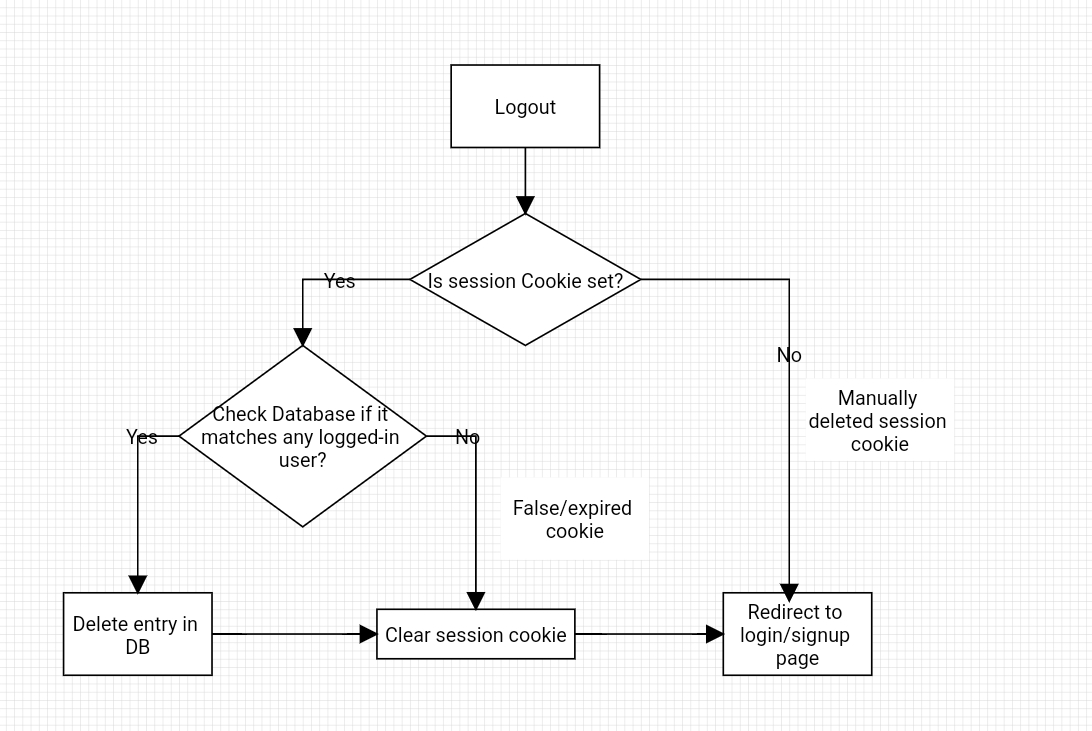 Logout
Yes
Is session Cookie set?
No
Manually
deleted session
cookie
Check Database if it
matches any logged-in
user?
Yes
No
False/expired
cookie
Delete entry in
DB
Clear session cookie
Redirect to
login/signup
page